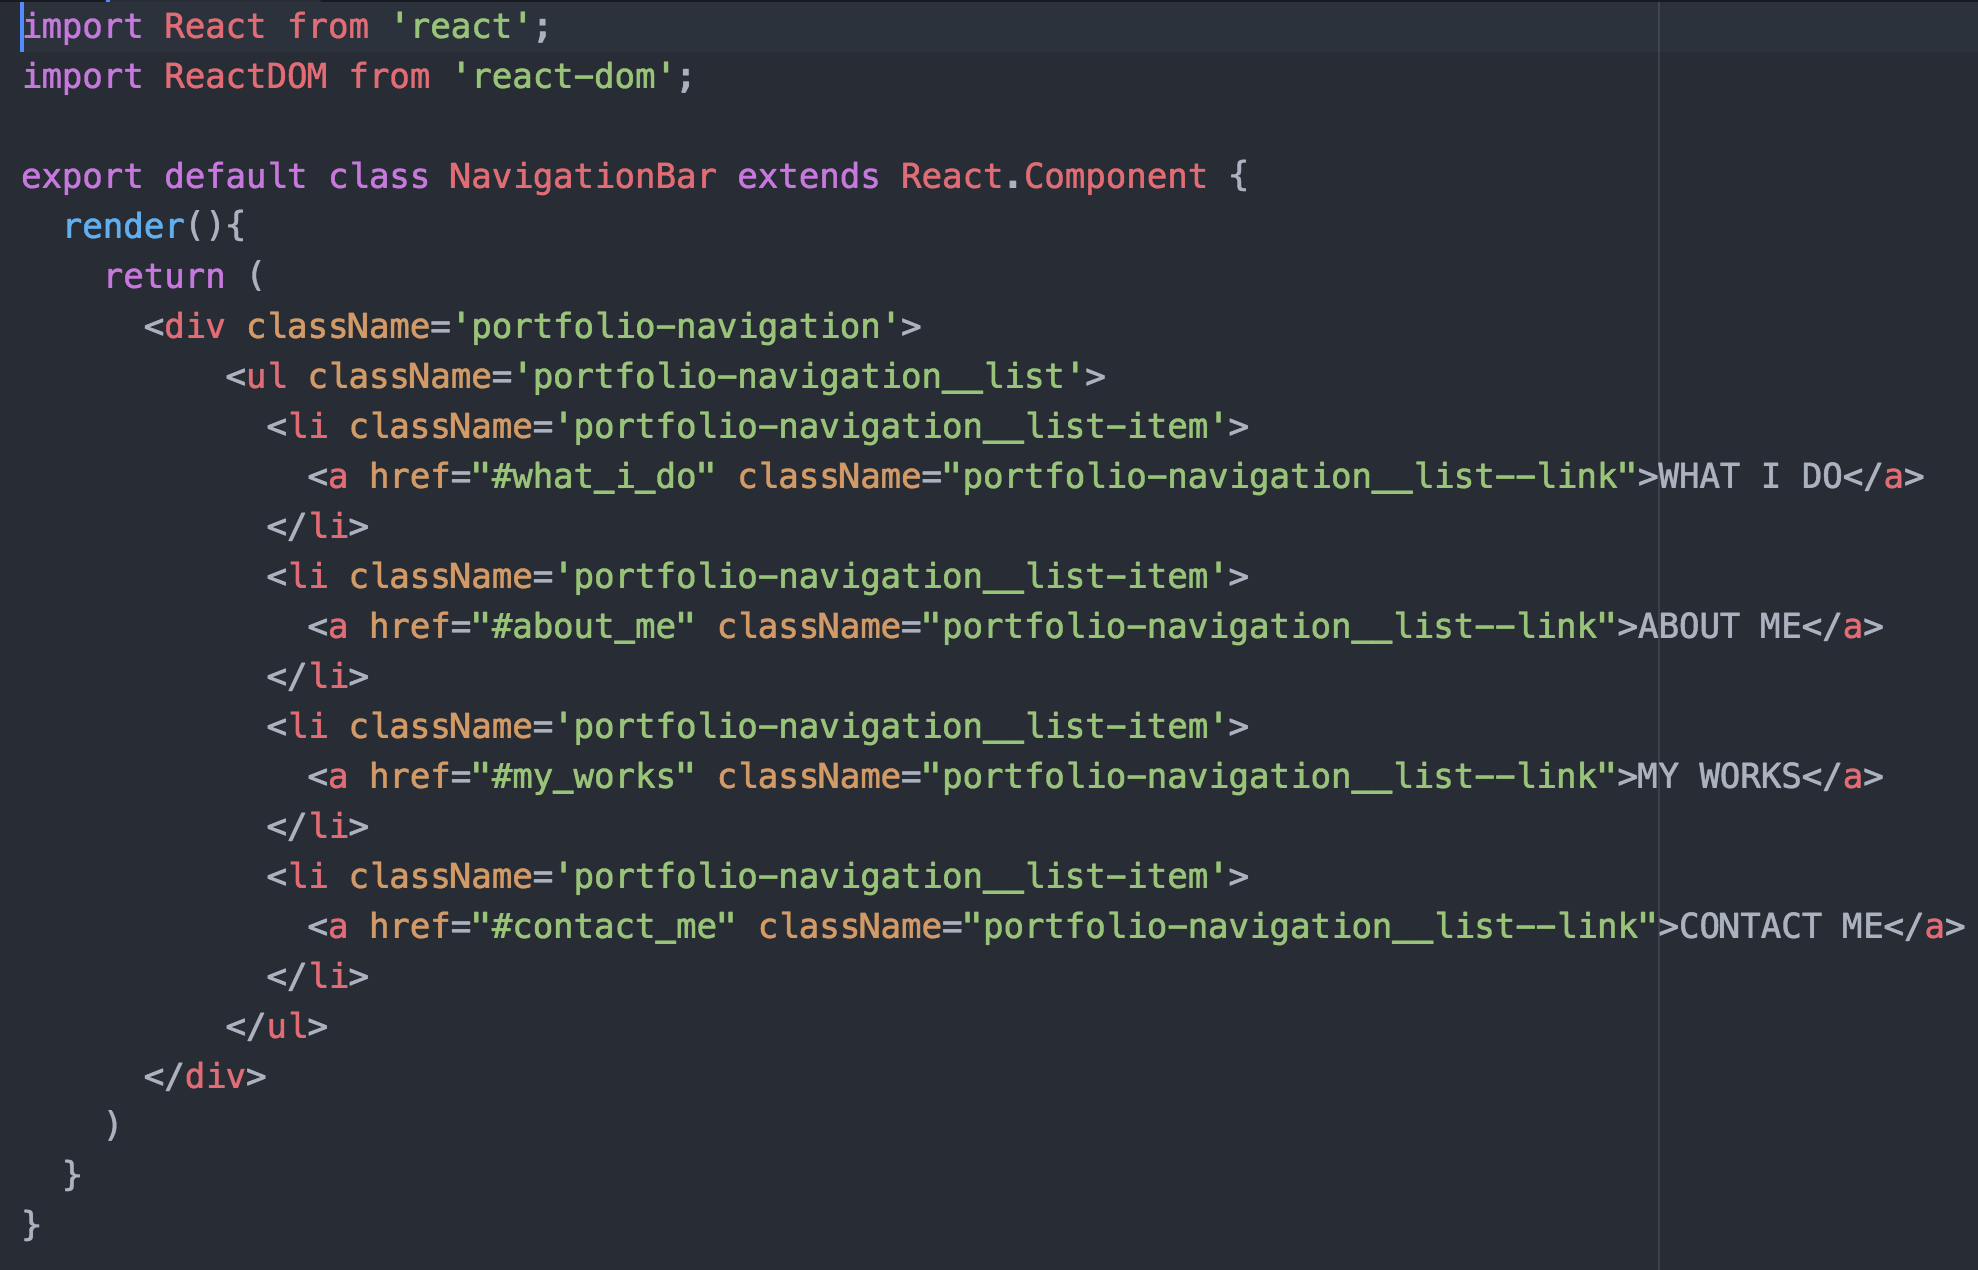 import React from 'react';
import ReactDOM from 'react-dom';

export default class NavigationBar extends React.Component {
  render(){
    return (
      <div className='portfolio-navigation'>
          <ul className='portfolio-navigation__list'>
            <li className='portfolio-navigation__list-item'>
              <a href="#what_i_do" className="portfolio-navigation__list--link">WHAT I DO</a>
            </li>
            <li className='portfolio-navigation__list-item'>
              <a href="#about_me" className="portfolio-navigation__list--link">ABOUT ME</a>
            </li>
            <li className='portfolio-navigation__list-item'>
              <a href="#my_works" className="portfolio-navigation__list--link">MY WORKS</a>
            </li>
            <li className='portfolio-navigation__list-item'>
              <a href="#contact_me" className="portfolio-navigation__list--link">CONTACT ME</a>
            </li>
          </ul>
      </div>
    )
  }
}